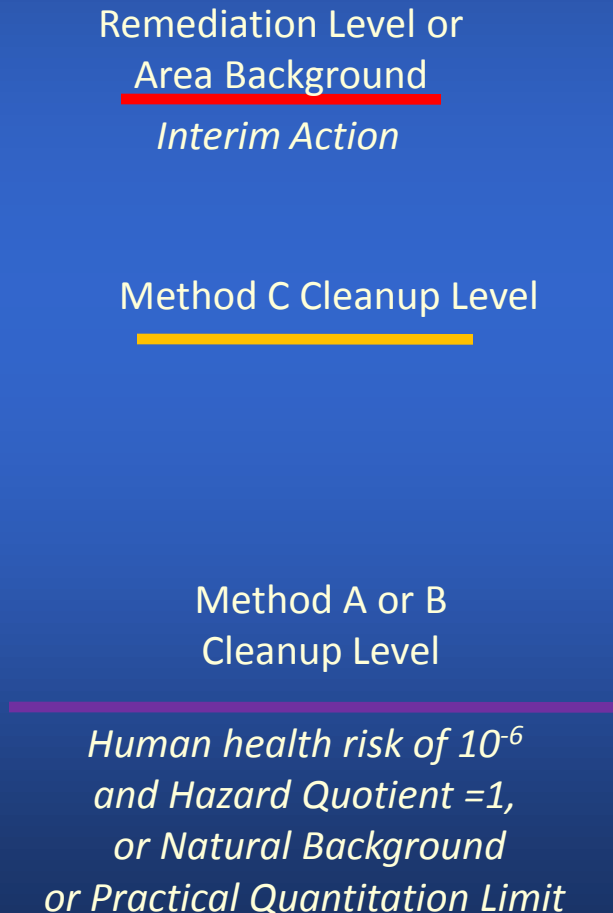 Remediation Level or
Area Background
Interim Action
Method C Cleanup Level
Method A or B
Cleanup Level
Human health risk of 10⁻⁶
and Hazard Quotient =1,
or Natural Background
or Practical Quantitation Limit